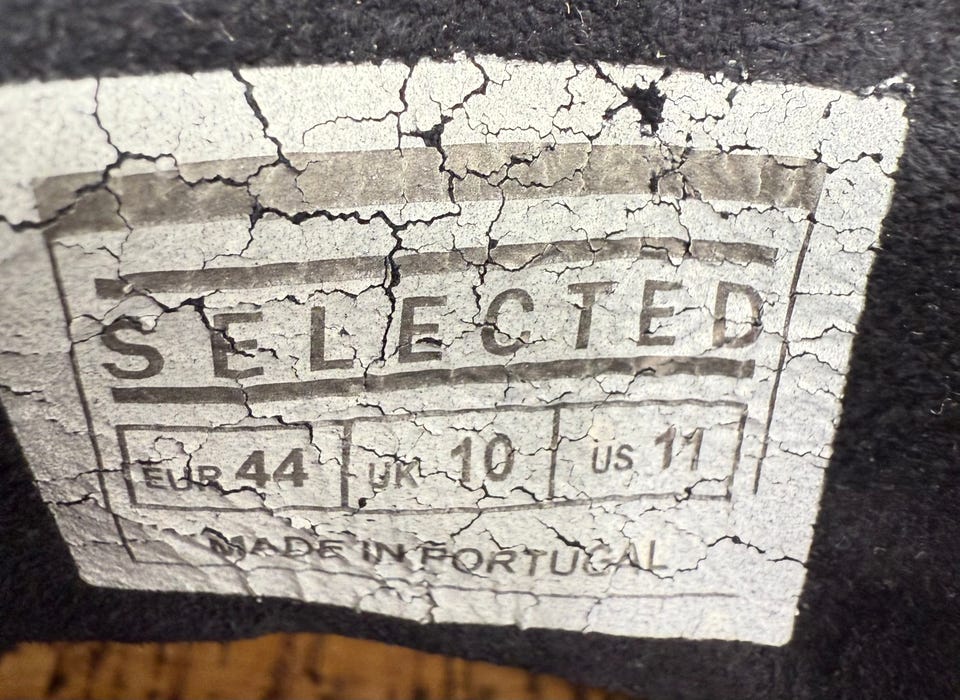 SELECTED
EUR 44 UK 10 US 11
MADE IN PORTUGAL